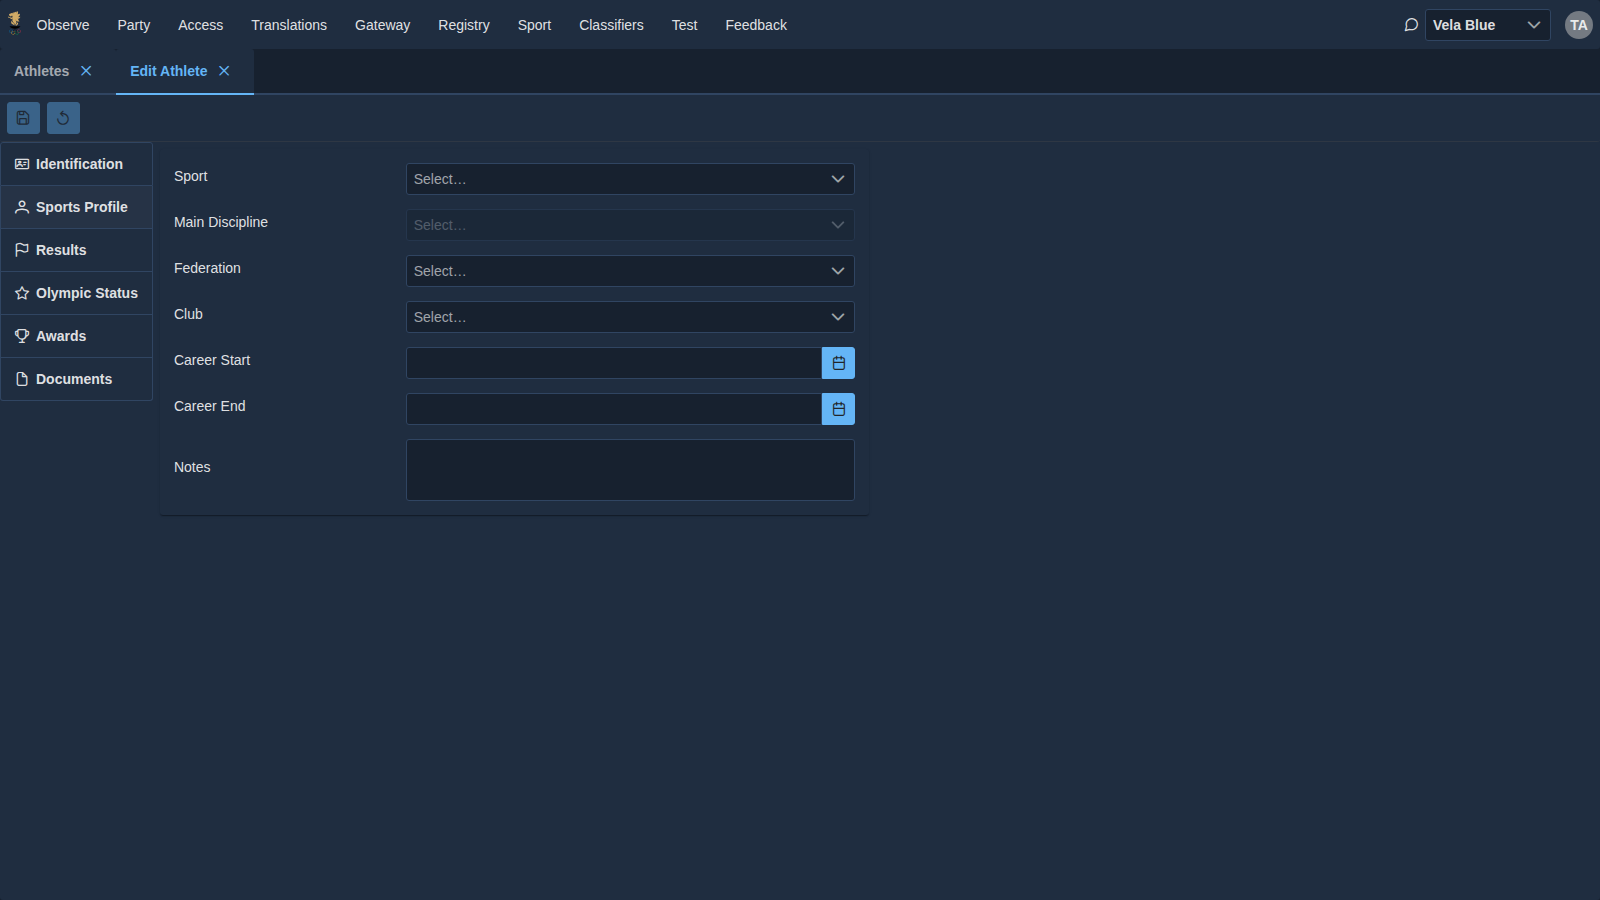 Observe Party Access Translations Gateway Registry Sport Classifiers Test Feedback Vela Blue TA
Athletes Edit Athlete
Identification
Sports Profile
Results
Olympic Status
Awards
Documents
Sport Select...
Main Discipline Select...
Federation Select...
Club Select...
Career Start
Career End
Notes